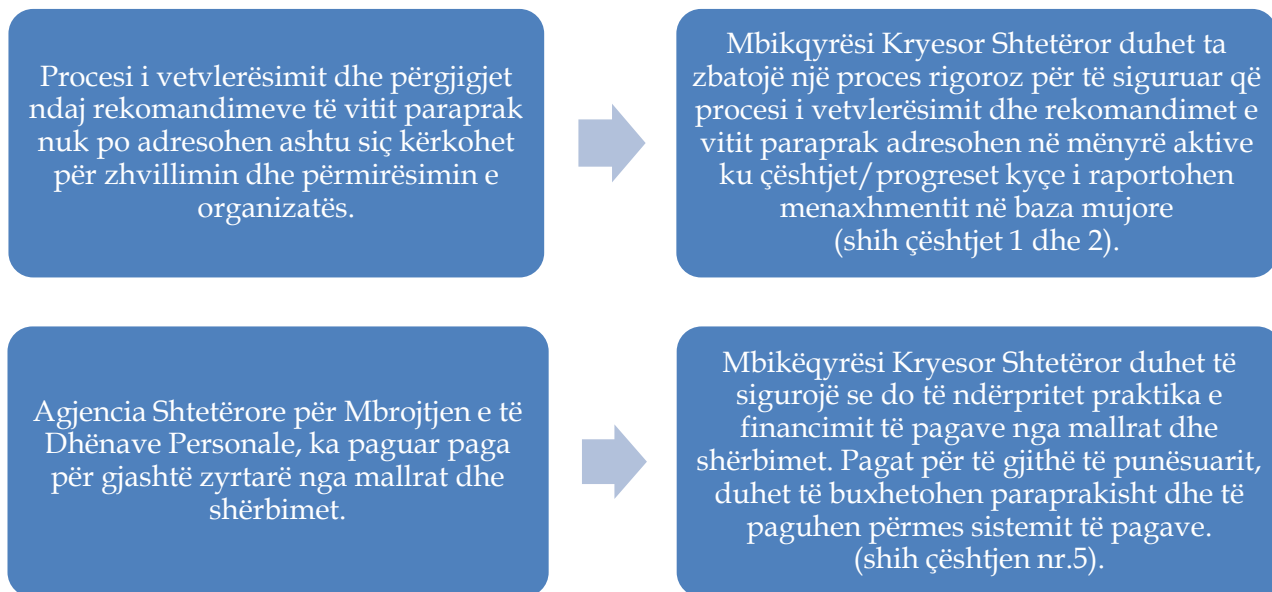 Procesi i vetvlerësimit dhe përgjigjet
ndaj rekomandimeve të vitit paraprak
nuk po adresohen ashtu siç kërkohet
për zhvillimin dhe përmirësimin e
organizatës.
Mbikqyrësi Kryesor Shtetëror duhet ta
zbatojë një proces rigoroz për të siguruar që
procesi i vetvlerësimit dhe rekomandimet e
vitit paraprak adresohen në mënyrë aktive
ku çështjet/progreset kyçe i raportohen
menaxhmentit në baza mujore
(shih çështjet 1 dhe 2).
Agjencia Shtetërore për Mbrojtjen e të
Dhënave Personale, ka paguar paga
për gjashtë zyrtarë nga mallrat dhe
shërbimet.
Mbikëqyrësi Kryesor Shtetëror duhet të
sigurojë se do të ndërpritet praktika e
financimit të pagave nga mallrat dhe
shërbimet. Pagat për të gjithë të punësuarit,
duhet të buxhetohen paraprakisht dhe të
paguhen përmes sistemit të pagave.
(shih çështjen nr.5).